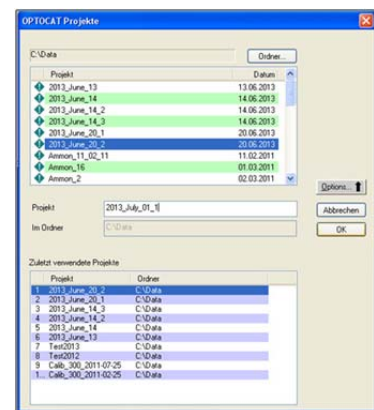 OPTOCAT Projekte
C:\Data
Ordner...
Projekt Datum
2013_June_13 13.06.2013
2013_June_14 14.06.2013
2013_June_14_2 14.06.2013
2013_June_14_3 14.06.2013
2013_June_20_1 20.06.2013
2013_June_20_2 20.06.2013
Ammon_11_02_11 11.02.2011
Ammon_16 01.03.2011
Ammon_2 02.03.2011
Options...
Projekt 2013_July_01_1
Abbrechen
Im Ordner C:\Data
OK
Zuletzt verwendete Projekte
Projekt Ordner
1 2013_June_20_2 C:\Data
2 2013_June_20_1 C:\Data
3 2013_June_14_3 C:\Data
4 2013_June_14_2 C:\Data
5 2013_June_14 C:\Data
6 2013_June_13 C:\Data
7 Test2013 C:\Data
8 Test2012 C:\Data
9 Calib_300_2011-07-25 C:\Data
1... Calib_300_2011-02-25 C:\Data